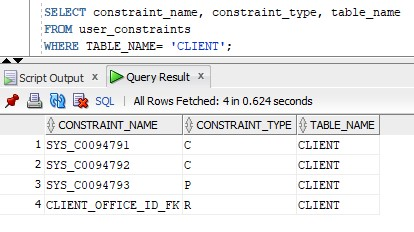 SELECT constraint_name, constraint_type, table_name
FROM user_constraints
WHERE TABLE_NAME= 'CLIENT';
Script Output x Query Result x
SQL | All Rows Fetched: 4 in 0.624 seconds
CONSTRAINT_NAME CONSTRAINT_TYPE TABLE_NAME
1 SYS_C0094791 C CLIENT
2 SYS_C0094792 C CLIENT
3 SYS_C0094793 P CLIENT
4 CLIENT_OFFICE_ID_FK R CLIENT